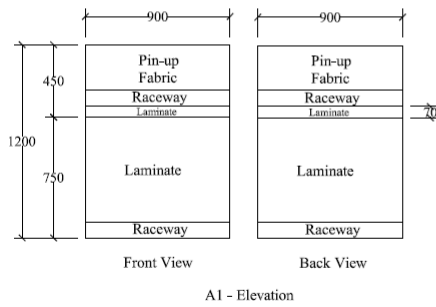 900
900
Pin-up
Fabric
Pin-up
Fabric
450
Raceway
Raceway
Laminate
Laminate
70
1200
750
Laminate
Laminate
Raceway
Raceway
Front View
Back View
A1 - Elevation